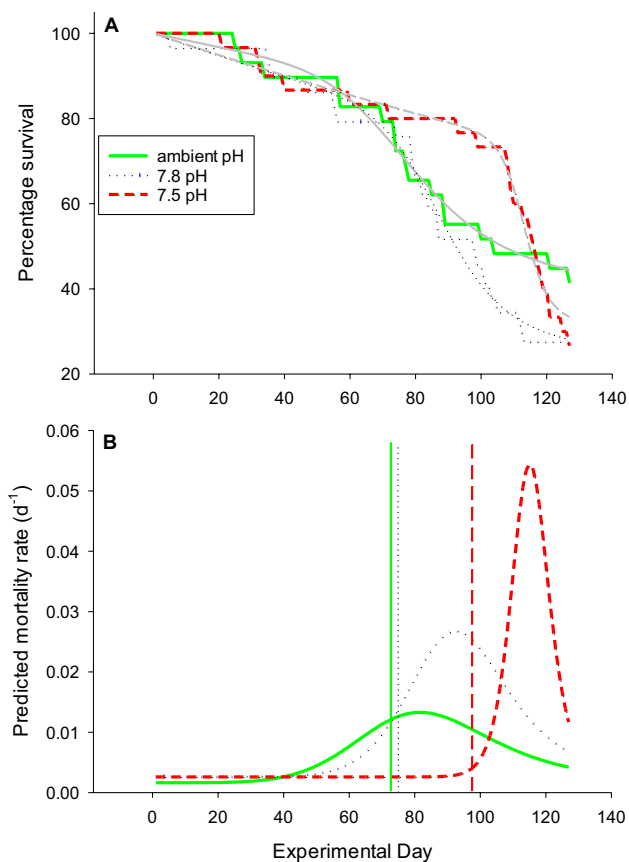 A
100
80
60
40
20
Percentage survival
ambient pH
7.8 pH
7.5 pH
0 20 40 60 80 100 120 140
B
0.06
0.05
0.04
0.03
0.02
0.01
0.00
Predicted mortality rate (d-1)
0 20 40 60 80 100 120 140
Experimental Day